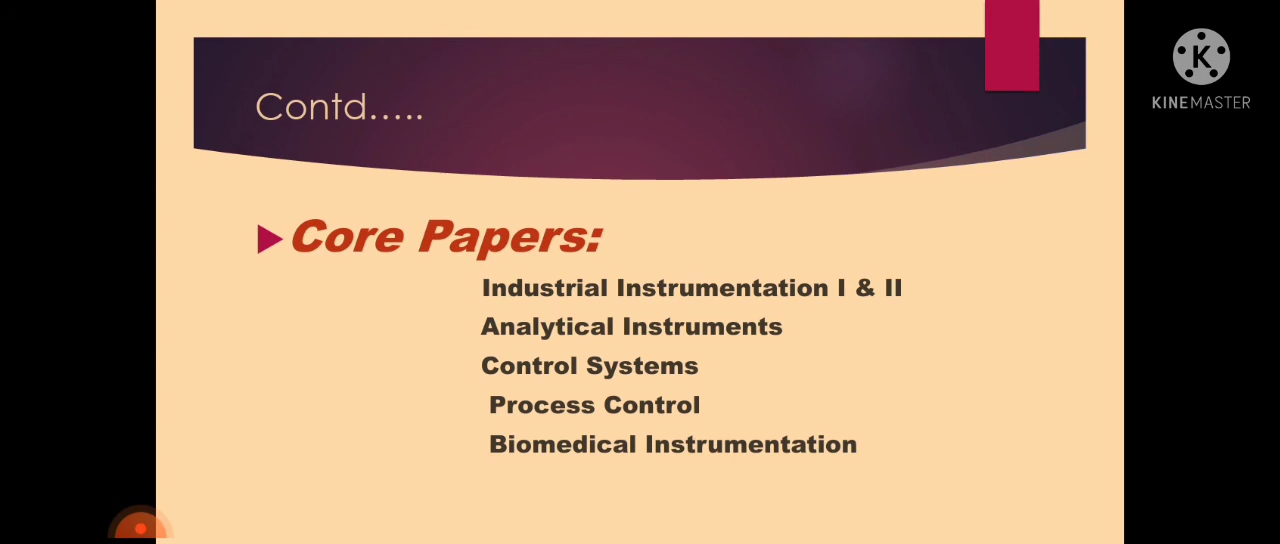 Contd.....
K
KINEMASTER
Core Papers:
Industrial Instrumentation I & II
Analytical Instruments
Control Systems
Process Control
Biomedical Instrumentation